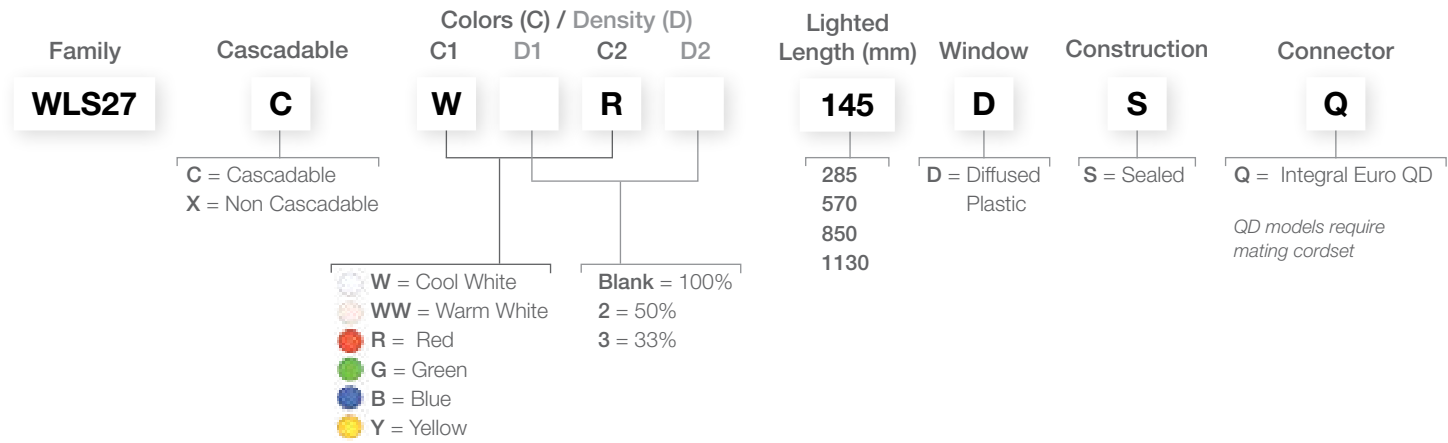 Colors (C) / Density (D)
Family
Cascadable
C1
D1
C2
D2
Lighted
Length (mm)
Window
Construction
Connector
WLS27
C
W
R
145
D
S
Q
C = Cascadable
X = Non Cascadable
W = Cool White
WW = Warm White
R = Red
G = Green
B = Blue
Y = Yellow
Blank = 100%
2 = 50%
3 = 33%
285
570
850
1130
D = Diffused
Plastic
S = Sealed
Q = Integral Euro QD
QD models require
mating cordset